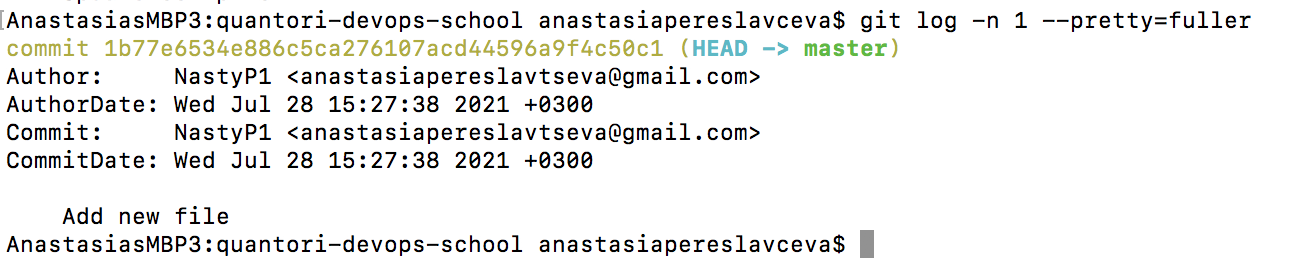 AnastasiasMBP3:quantori-devops-school anastasiapereslavceva$ git log -n 1 --pretty=fuller
commit 1b77e6534e886c5ca276107acd44596a9f4c50c1 (HEAD -> master)
Author:     NastyP1 <anastasiapereslavtseva@gmail.com>
AuthorDate: Wed Jul 28 15:27:38 2021 +0300
Commit:     NastyP1 <anastasiapereslavtseva@gmail.com>
CommitDate: Wed Jul 28 15:27:38 2021 +0300

    Add new file
AnastasiasMBP3:quantori-devops-school anastasiapereslavceva$